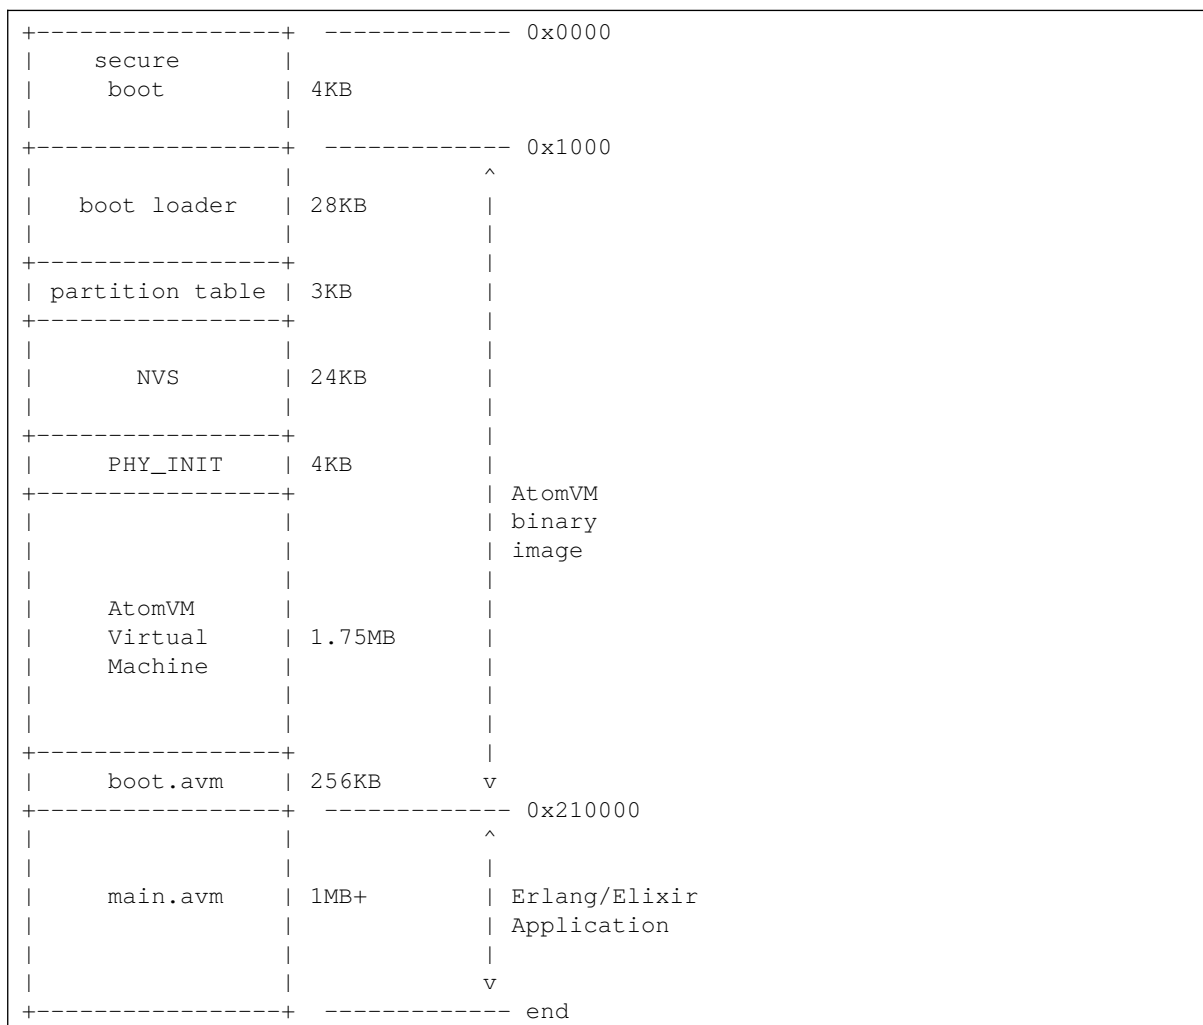 +-----------------+  ------------- 0x0000
|    secure       |
|     boot        | 4KB
|                 |
+-----------------+  ------------- 0x1000
|                 |             ^
|   boot loader   | 28KB        |
|                 |             |
+-----------------+             |
| partition table | 3KB         |
+-----------------+             |
|                 |             |
|       NVS       | 24KB        |
|                 |             |
+-----------------+             |
|     PHY_INIT    | 4KB         |
+-----------------+             | AtomVM
|                 |             | binary
|                 |             | image
|                 |             |
|     AtomVM      |             |
|     Virtual     | 1.75MB      |
|     Machine     |             |
|                 |             |
|                 |             |
+-----------------+             |
|     boot.avm    | 256KB       v
+-----------------+  ------------- 0x210000
|                 |             ^
|                 |             |
|     main.avm    | 1MB+        | Erlang/Elixir
|                 |             | Application
|                 |             |
|                 |             v
+-----------------+  ------------- end